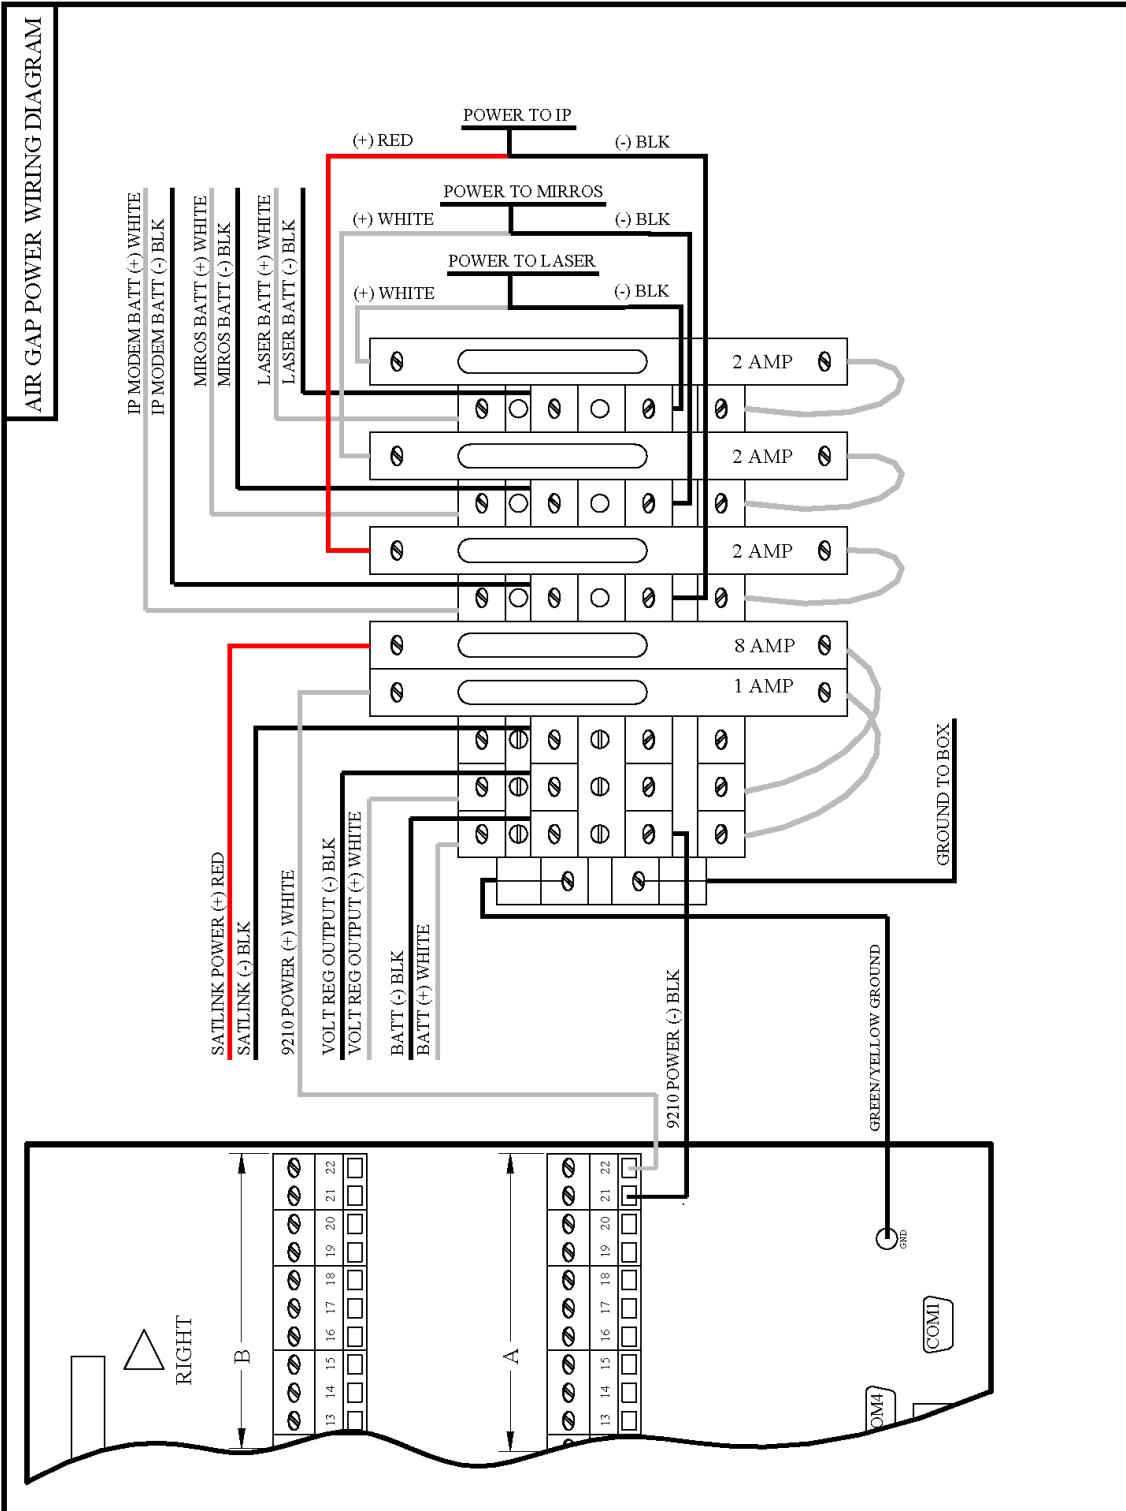 AIR GAP POWER WIRING DIAGRAM
POWER TO IP
(+) RED
(-) BLK
POWER TO MIRROS
(+) WHITE
(-) BLK
POWER TO LASER
(+) WHITE
(-) BLK
IP MODEM BATT (+) WHITE
IP MODEM BATT (-) BLK
MIROS BATT (+) WHITE
MIROS BATT (-) BLK
LASER BATT (+) WHITE
LASER BATT (-) BLK
2 AMP
2 AMP
2 AMP
8 AMP
1 AMP
SATLINK POWER (+) RED
SATLINK (-) BLK
9210 POWER (+) WHITE
VOLT REG OUTPUT (-) BLK
VOLT REG OUTPUT (+) WHITE
BATT (-) BLK
BATT (+) WHITE
9210 POWER (-) BLK
GREEN/YELLOW GROUND
GROUND TO BOX
RIGHT
B
22
21
20
19
18
17
16
15
14
13
A
22
21
20
19
18
17
16
15
14
13
GND
COM1
OM4